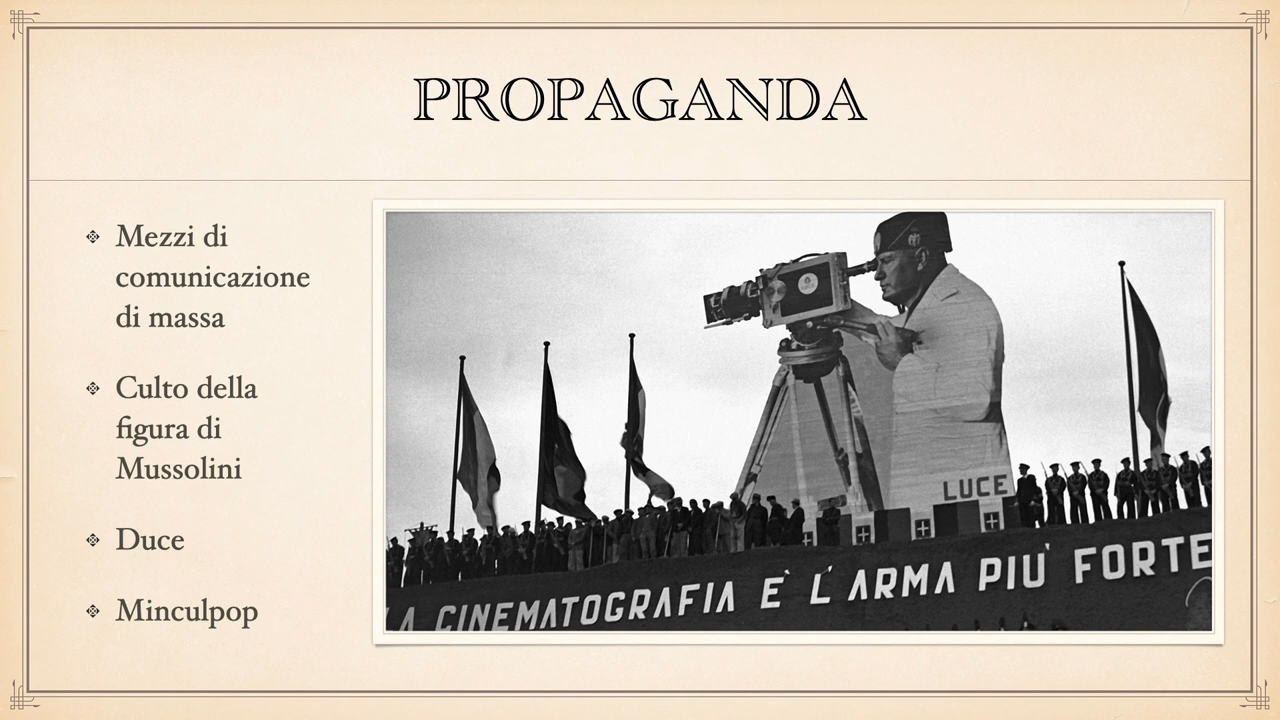 PROPAGANDA
Mezzi di
comunicazione
di massa
Culto della
figura di
Mussolini
Duce
Minculpop
LUCE
LA CINEMATOGRAFIA E` L'ARMA PIU` FORTE